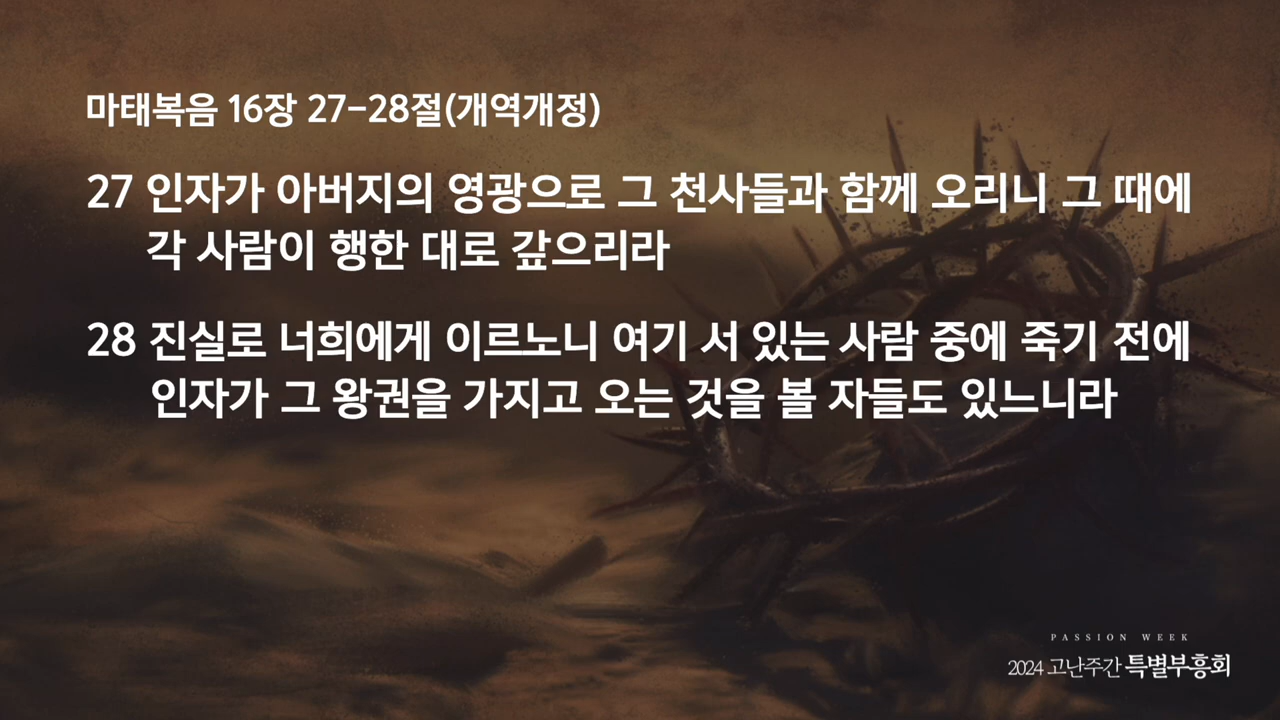 마태복음 16장 27-28절(개역개정)
27 인자가 아버지의 영광으로 그 천사들과 함께 오리니 그 때에
각 사람이 행한 대로 갚으리라
28 진실로 너희에게 이르노니 여기 서 있는 사람 중에 죽기 전에
인자가 그 왕권을 가지고 오는 것을 볼 자들도 있느니라
PASSION WEEK
2024 고난주간 특별부흥회